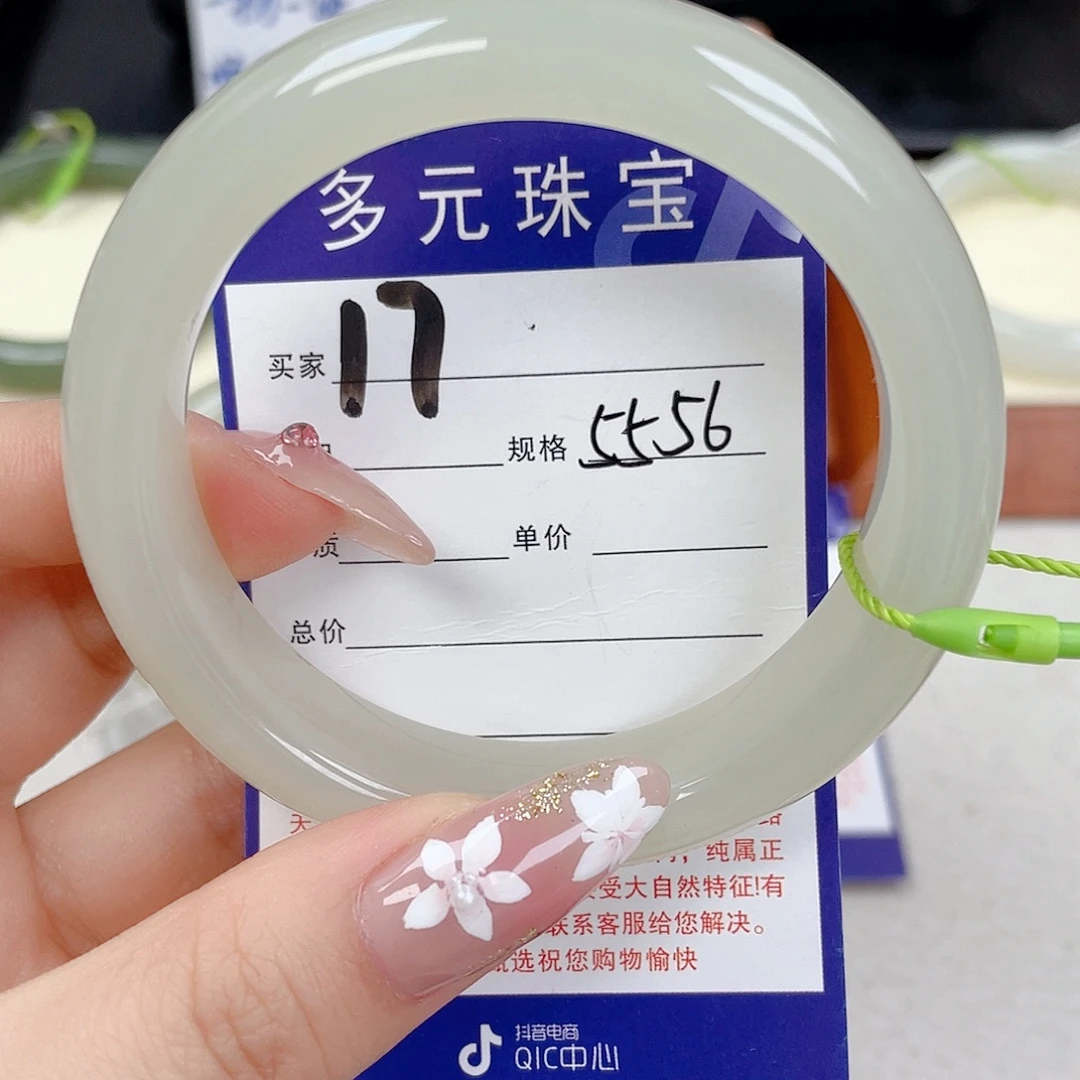 多元珠宝
买家 17
规格 5556
质 单价
总价
纯属正
受大自然特征!有
联系客服给您解决。
选祝您购物愉快
抖音电商
QIC中心